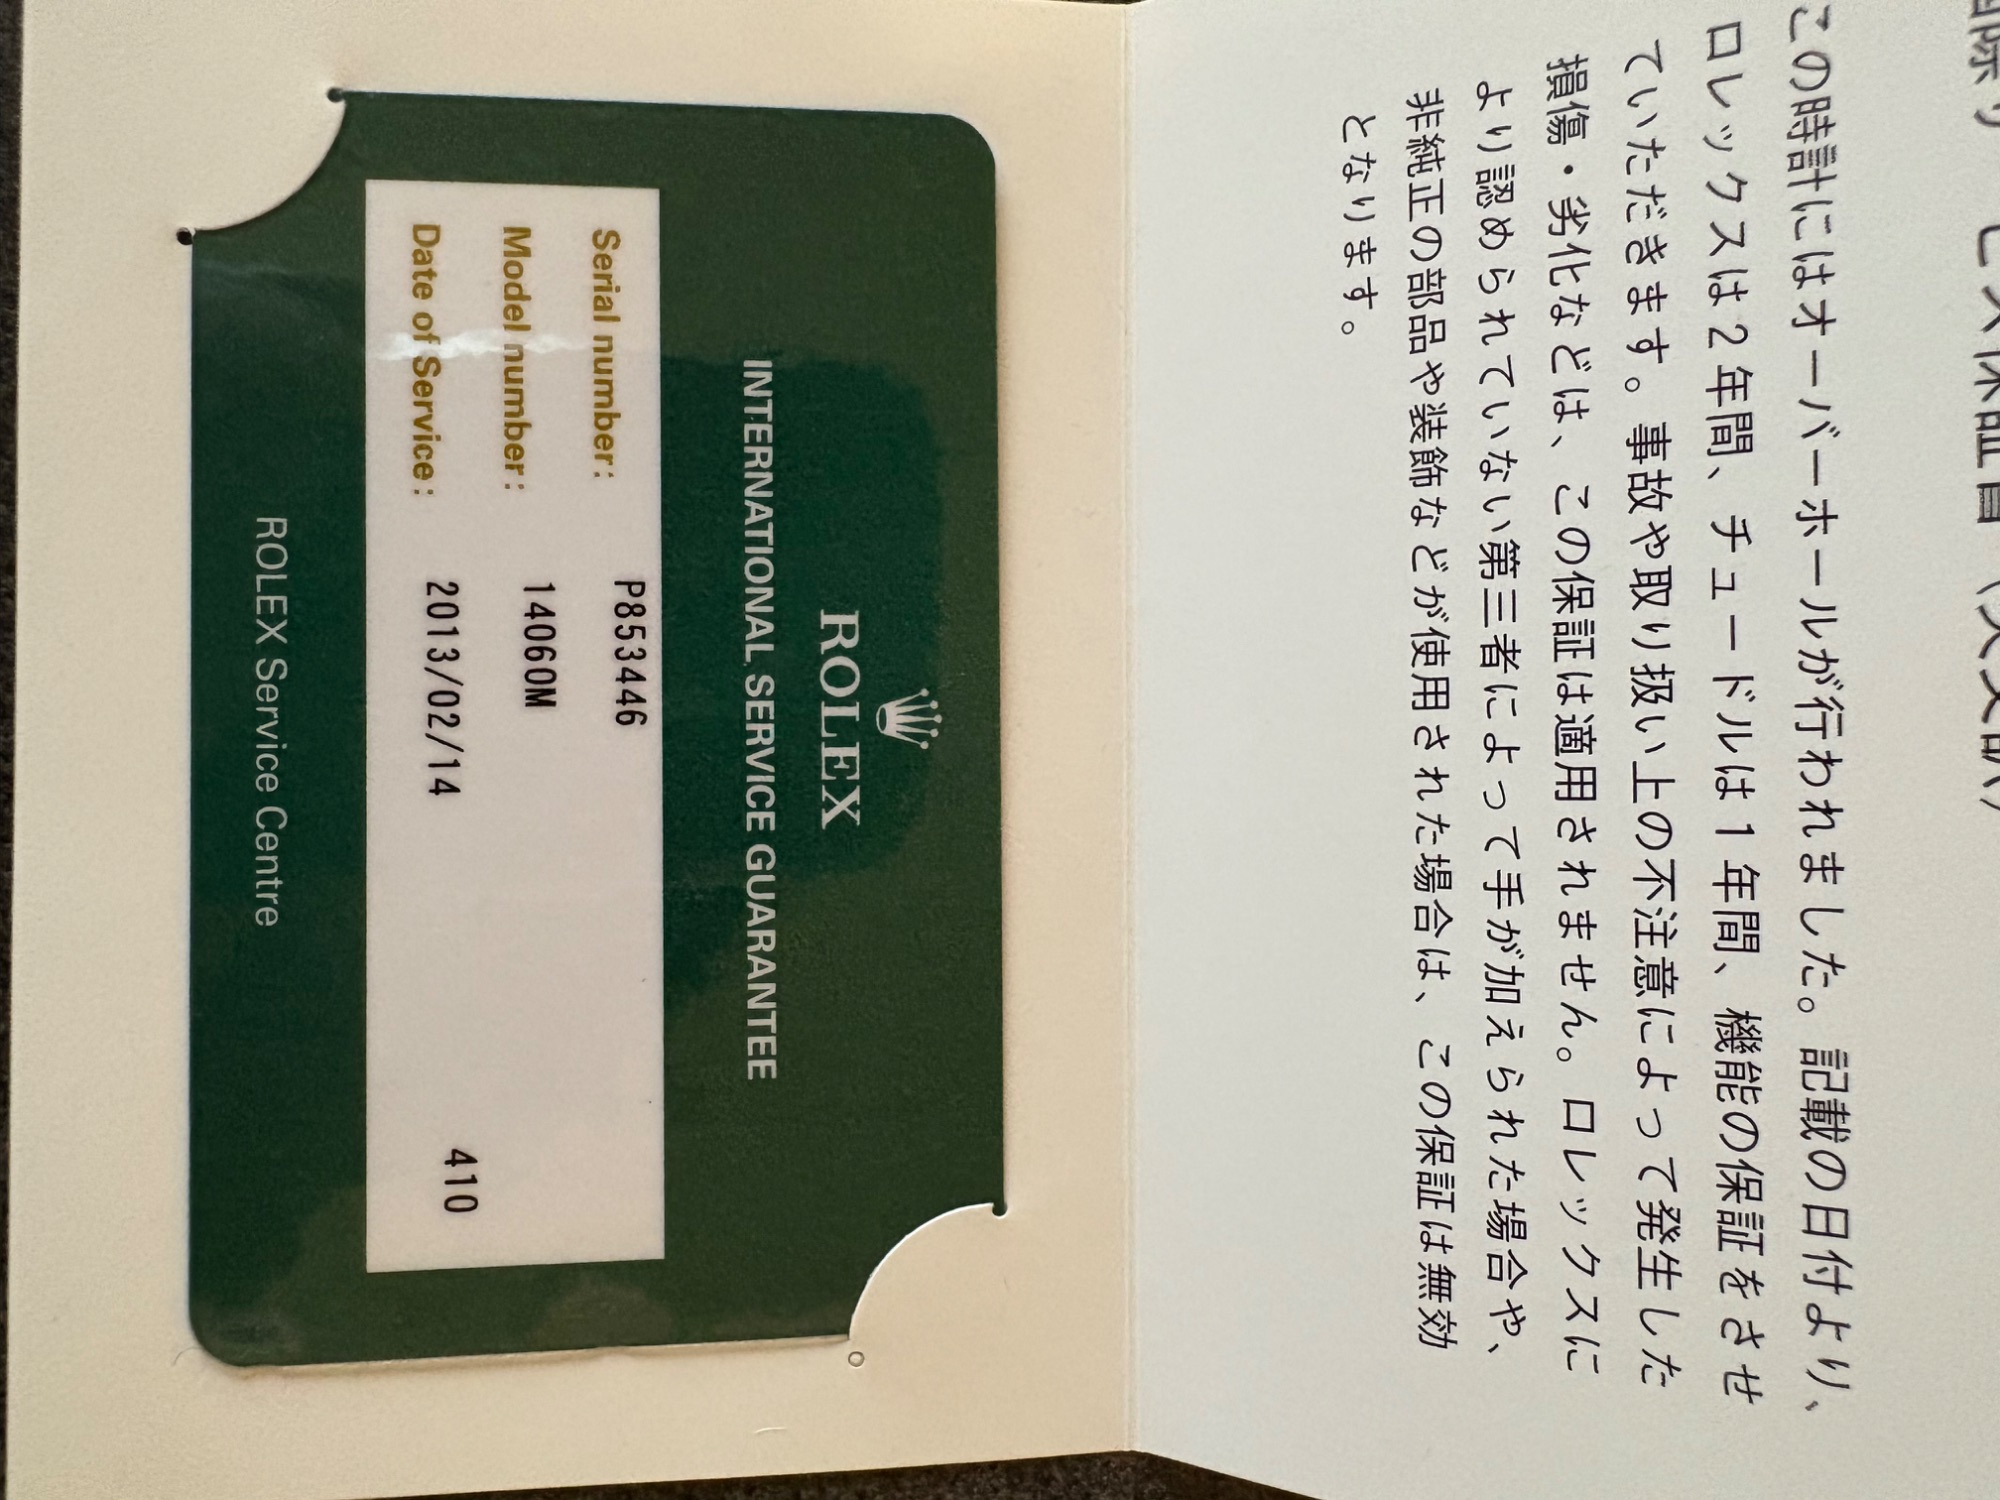 ROLEX
INTERNATIONAL SERVICE GUARANTEE
Serial number: P853446
Model number: 14060M
Date of Service: 2013/02/14 410
ROLEX Service Centre
保証書
この時計にはオーバーホールが行われました。記載の日付より、
ロレックスは2年間、チュードルは1年間、機能の保証をさせ
ていただきます。事故や取り扱い上の不注意によって発生した
損傷・劣化などは、この保証は適用されません。ロレックスに
より認められていない第三者によって手が加えられた場合や、
非純正の部品や装飾などが使用された場合は、この保証は無効
となります。